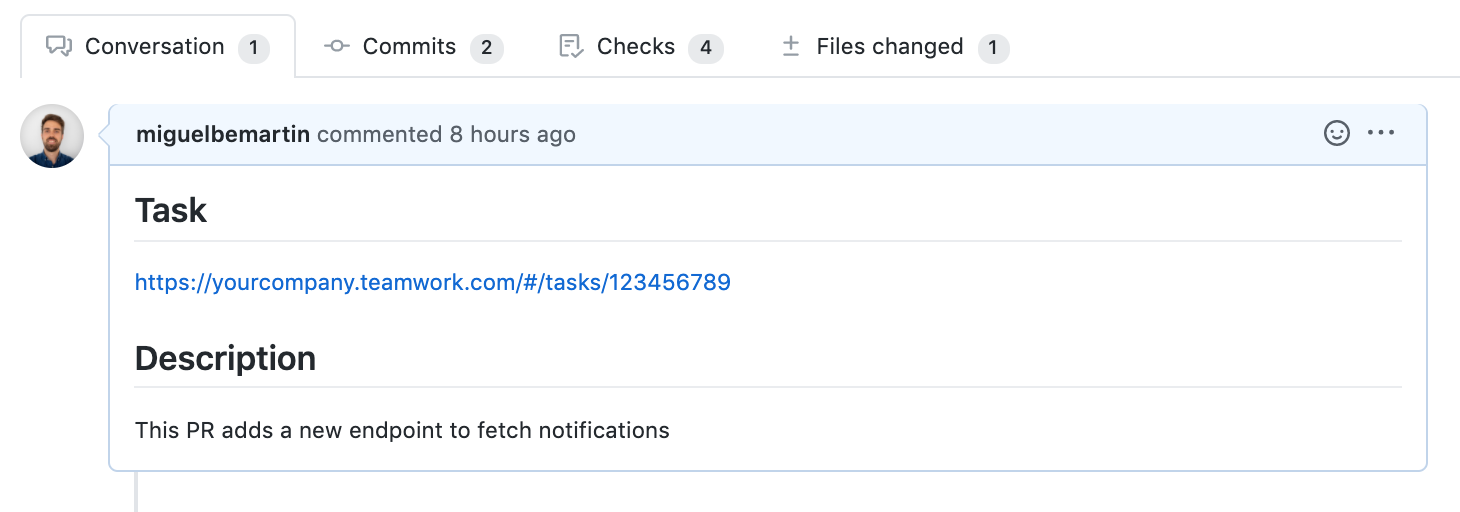 Conversation 1 Commits 2 Checks 4 Files changed 1
miguelbemartin commented 8 hours ago
Task
https://yourcompany.teamwork.com/#/tasks/123456789
Description
This PR adds a new endpoint to fetch notifications